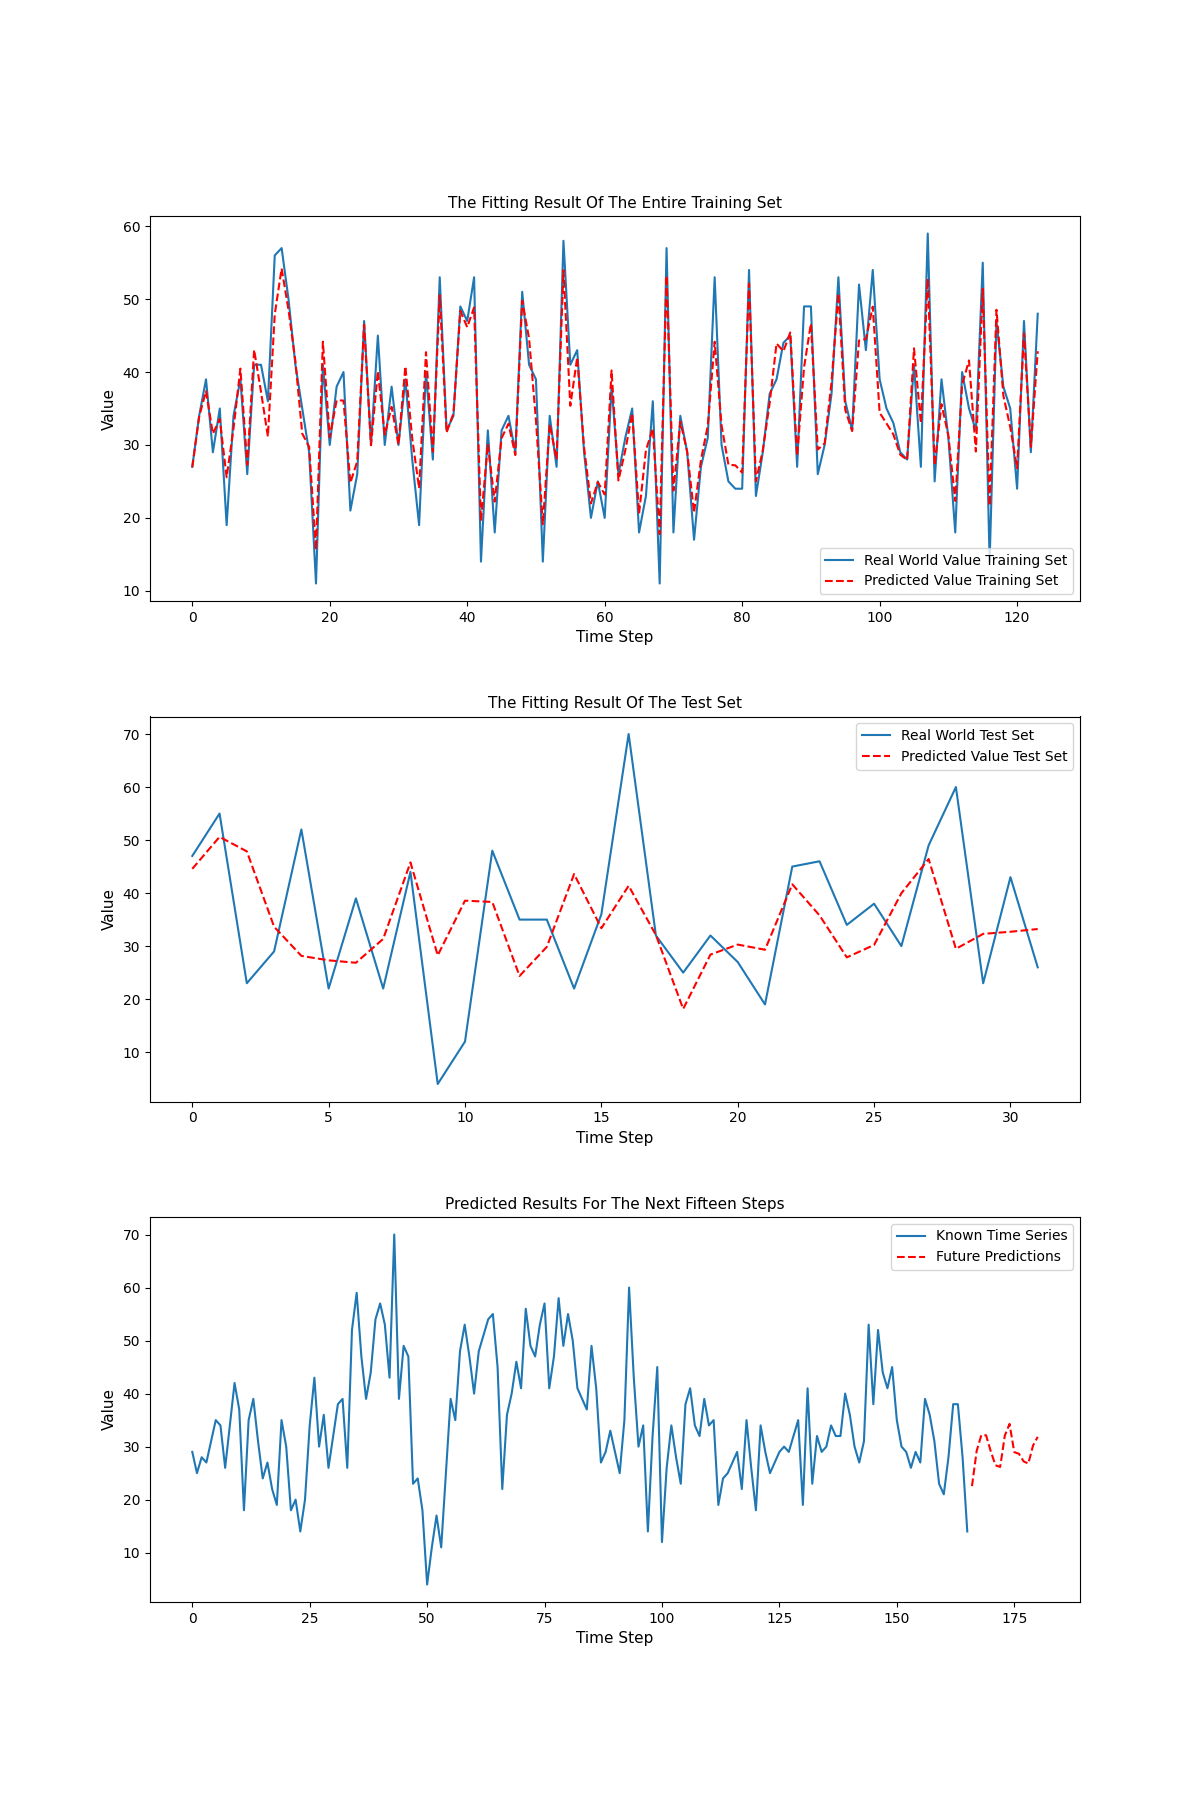 The Fitting Result Of The Entire Training Set
60
50
40
30
20
10
Value
Real World Value Training Set
Predicted Value Training Set
0 20 40 60 80 100 120
Time Step
The Fitting Result Of The Test Set
70
60
50
40
30
20
10
Value
Real World Test Set
Predicted Value Test Set
0 5 10 15 20 25 30
Time Step
Predicted Results For The Next Fifteen Steps
70
60
50
40
30
20
10
Value
Known Time Series
Future Predictions
0 25 50 75 100 125 150 175
Time Step